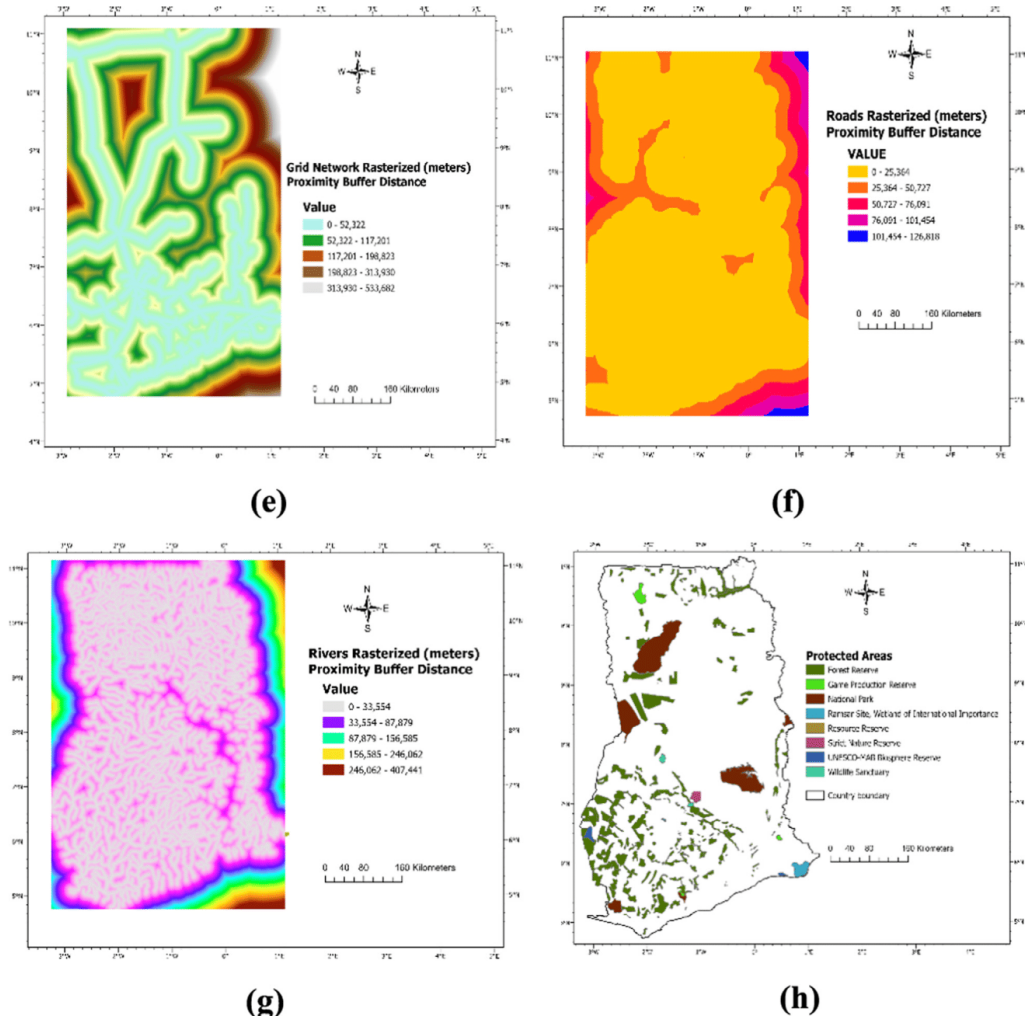 N
W E
S
Grid Network Rasterized (meters)
Proximity Buffer Distance
Value
0 - 52,322
52,322 - 117,201
117,201 - 198,823
198,823 - 313,930
313,930 - 533,682
0 40 80 160 Kilometers
(e)
N
W E
S
Roads Rasterized (meters)
Proximity Buffer Distance
VALUE
0 - 25,364
25,364 - 50,727
50,727 - 76,091
76,091 - 101,454
101,454 - 126,818
0 40 80 160 Kilometers
(f)
N
W E
S
Rivers Rasterized (meters)
Proximity Buffer Distance
Value
0 - 33,554
33,554 - 87,879
87,879 - 156,585
156,585 - 246,062
246,062 - 407,441
0 40 80 160 Kilometers
(g)
N
W E
S
Protected Areas
Forest Reserve
Game Production Reserve
National Park
Ramsar Site, Wetland of International Importance
Resource Reserve
Strict Nature Reserve
UNESCO-MAB Biosphere Reserve
Wildlife Sanctuary
Country boundary
0 40 80 160 Kilometers
(h)